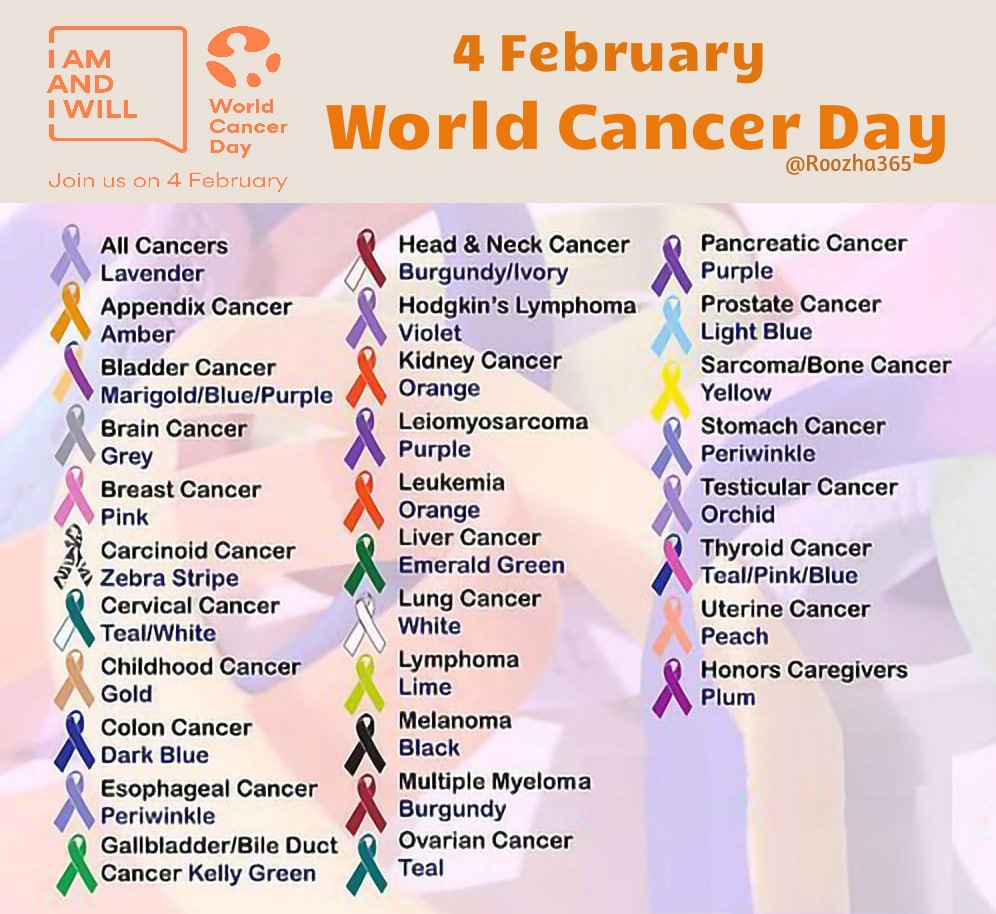 I AM
AND
I WILL
World
Cancer
Day
Join us on 4 February
4 February
World Cancer Day
@Roozha365
All Cancers
Lavender
Appendix Cancer
Amber
Bladder Cancer
Marigold/Blue/Purple
Brain Cancer
Grey
Breast Cancer
Pink
Carcinoid Cancer
Zebra Stripe
Cervical Cancer
Teal/White
Childhood Cancer
Gold
Colon Cancer
Dark Blue
Esophageal Cancer
Periwinkle
Gallbladder/Bile Duct
Cancer Kelly Green
Head & Neck Cancer
Burgundy/Ivory
Hodgkin's Lymphoma
Violet
Kidney Cancer
Orange
Leiomyosarcoma
Purple
Leukemia
Orange
Liver Cancer
Emerald Green
Lung Cancer
White
Lymphoma
Lime
Melanoma
Black
Multiple Myeloma
Burgundy
Ovarian Cancer
Teal
Pancreatic Cancer
Purple
Prostate Cancer
Light Blue
Sarcoma/Bone Cancer
Yellow
Stomach Cancer
Periwinkle
Testicular Cancer
Orchid
Thyroid Cancer
Teal/Pink/Blue
Uterine Cancer
Peach
Honors Caregivers
Plum